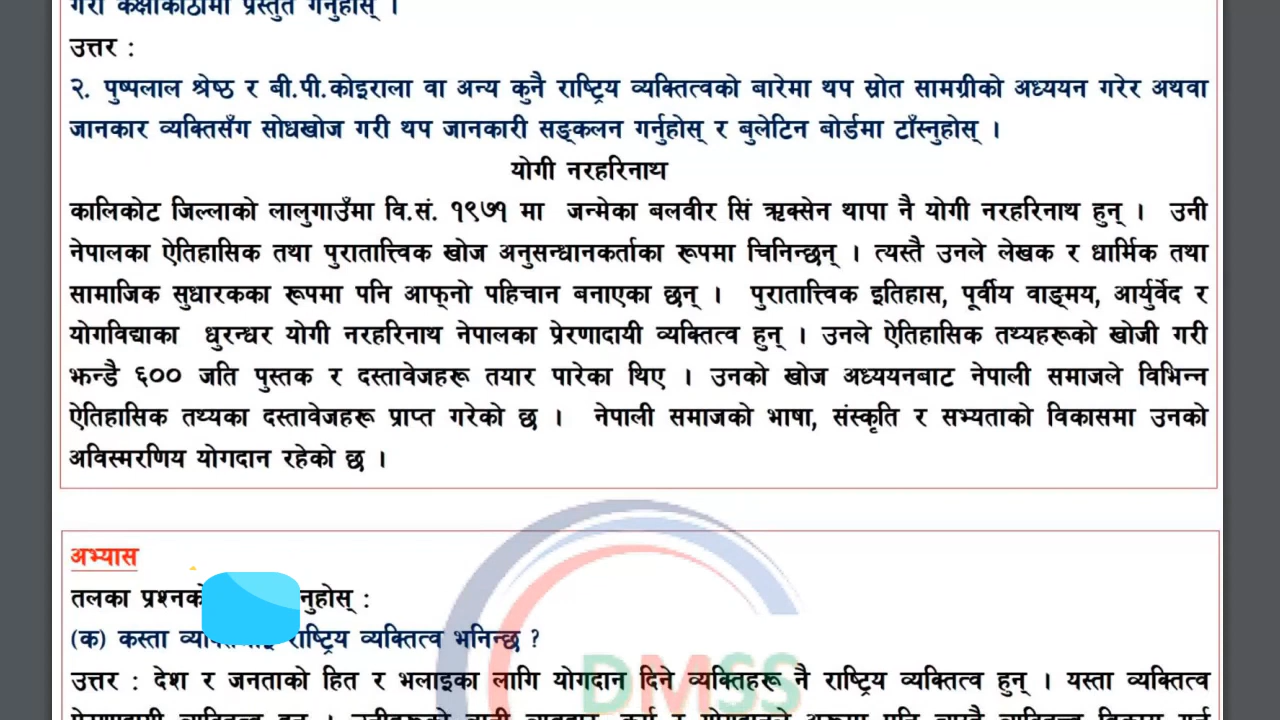 गरी कक्षाकोठामा प्रस्तुत गर्नुहोस् ।
उत्तर :
२. पुष्पलाल श्रेष्ठ र बी.पी.कोइराला वा अन्य कुनै राष्ट्रिय व्यक्तित्वको बारेमा थप स्रोत सामग्रीको अध्ययन गरेर अथवा
जानकार व्यक्तिसँग सोधखोज गरी थप जानकारी सङ्कलन गर्नुहोस् र बुलेटिन बोर्डमा टाँस्नुहोस् ।
योगी नरहरिनाथ
कालिकोट जिल्लाको लालुगाउँमा वि.सं. १९७१ मा जन्मेका बलवीर सिं ऋक्सेन थापा नै योगी नरहरिनाथ हुन् । उनी
नेपालका ऐतिहासिक तथा पुरातात्त्विक खोज अनुसन्धानकर्ताका रूपमा चिनिन्छन् । त्यस्तै उनले लेखक र धार्मिक तथा
सामाजिक सुधारकका रूपमा पनि आफ्नो पहिचान बनाएका छन् । पुरातात्त्विक इतिहास, पूर्वीय वाङ्मय, आर्युर्वेद र
योगविद्याका धुरन्धर योगी नरहरिनाथ नेपालका प्रेरणादायी व्यक्तित्व हुन् । उनले ऐतिहासिक तथ्यहरूको खोजी गरी
झन्डै ६०० जति पुस्तक र दस्तावेजहरू तयार पारेका थिए । उनको खोज अध्ययनबाट नेपाली समाजले विभिन्न
ऐतिहासिक तथ्यका दस्तावेजहरू प्राप्त गरेको छ । नेपाली समाजको भाषा, संस्कृति र सभ्यताको विकासमा उनको
अविस्मरणिय योगदान रहेको छ ।
अभ्यास
तलका :
(क) कस्ता राष्ट्रिय व्यक्तित्व भनिन्छ ?
उत्तर : देश र जनताको हित र भलाइका लागि योगदान दिने व्यक्तिहरू नै राष्ट्रिय व्यक्तित्व हुन् । यस्ता व्यक्तित्व
DMSS